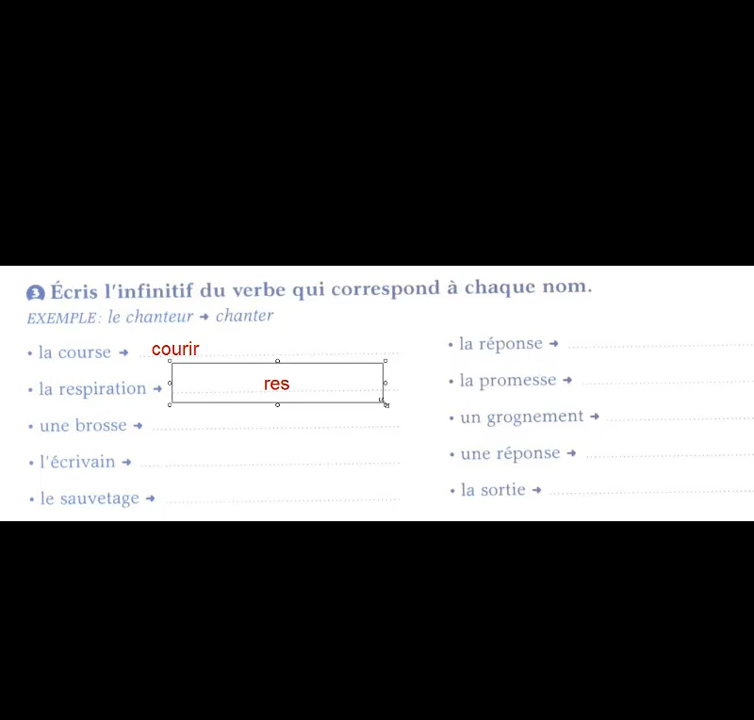 3 Écris l'infinitif du verbe qui correspond à chaque nom.
EXEMPLE: le chanteur ➔ chanter
• la course ➔ courir
• la respiration ➔ res
• une brosse ➔
• l'écrivain ➔
• le sauvetage ➔
• la réponse ➔
• la promesse ➔
• un grognement ➔
• une réponse ➔
• la sortie ➔